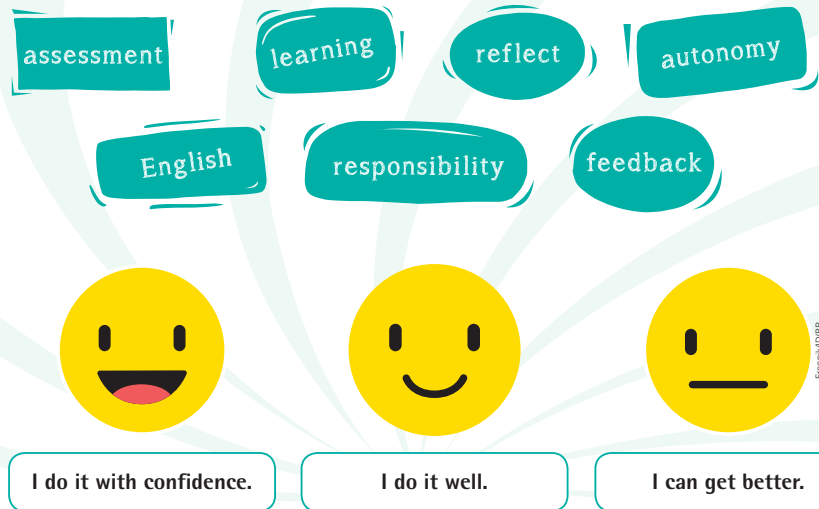 assessment learning reflect autonomy
English responsibility feedback
I do it with confidence. I do it well. I can get better.